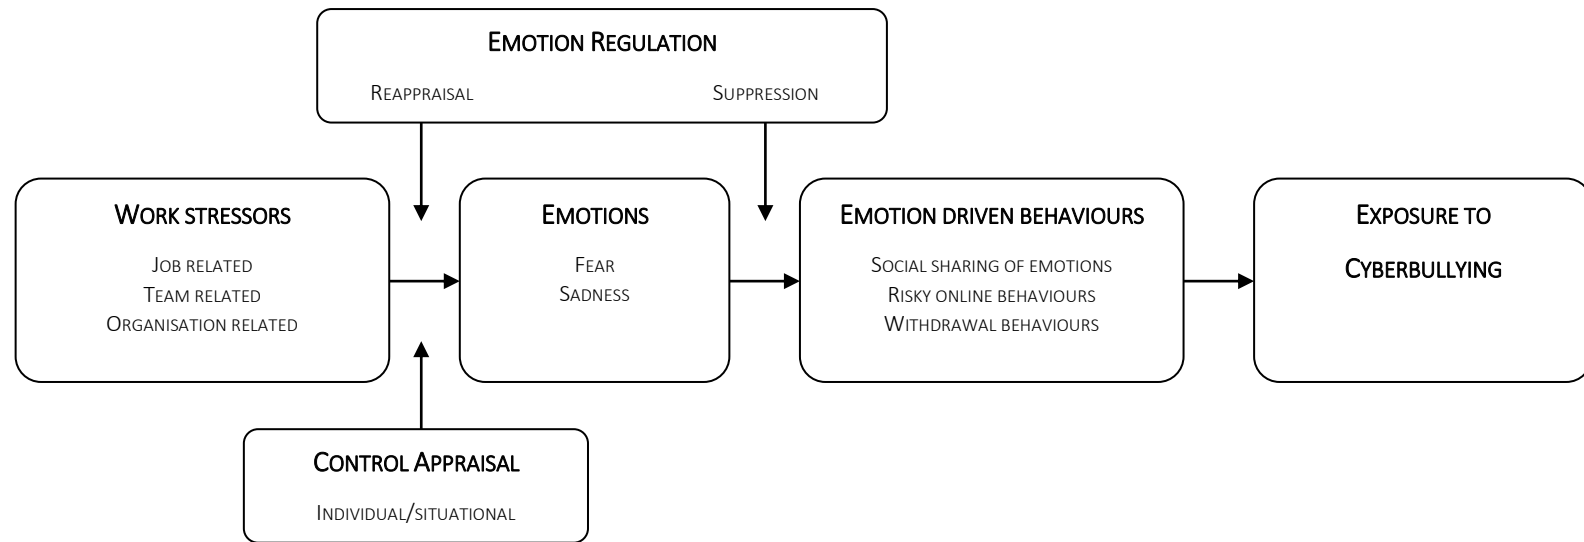 EMOTION REGULATION
REAPPRAISAL SUPPRESSION
WORK STRESSORS
JOB RELATED
TEAM RELATED
ORGANISATION RELATED
EMOTIONS
FEAR
SADNESS
EMOTION DRIVEN BEHAVIOURS
SOCIAL SHARING OF EMOTIONS
RISKY ONLINE BEHAVIOURS
WITHDRAWAL BEHAVIOURS
EXPOSURE TO
CYBERBULLYING
CONTROL APPRAISAL
INDIVIDUAL/SITUATIONAL